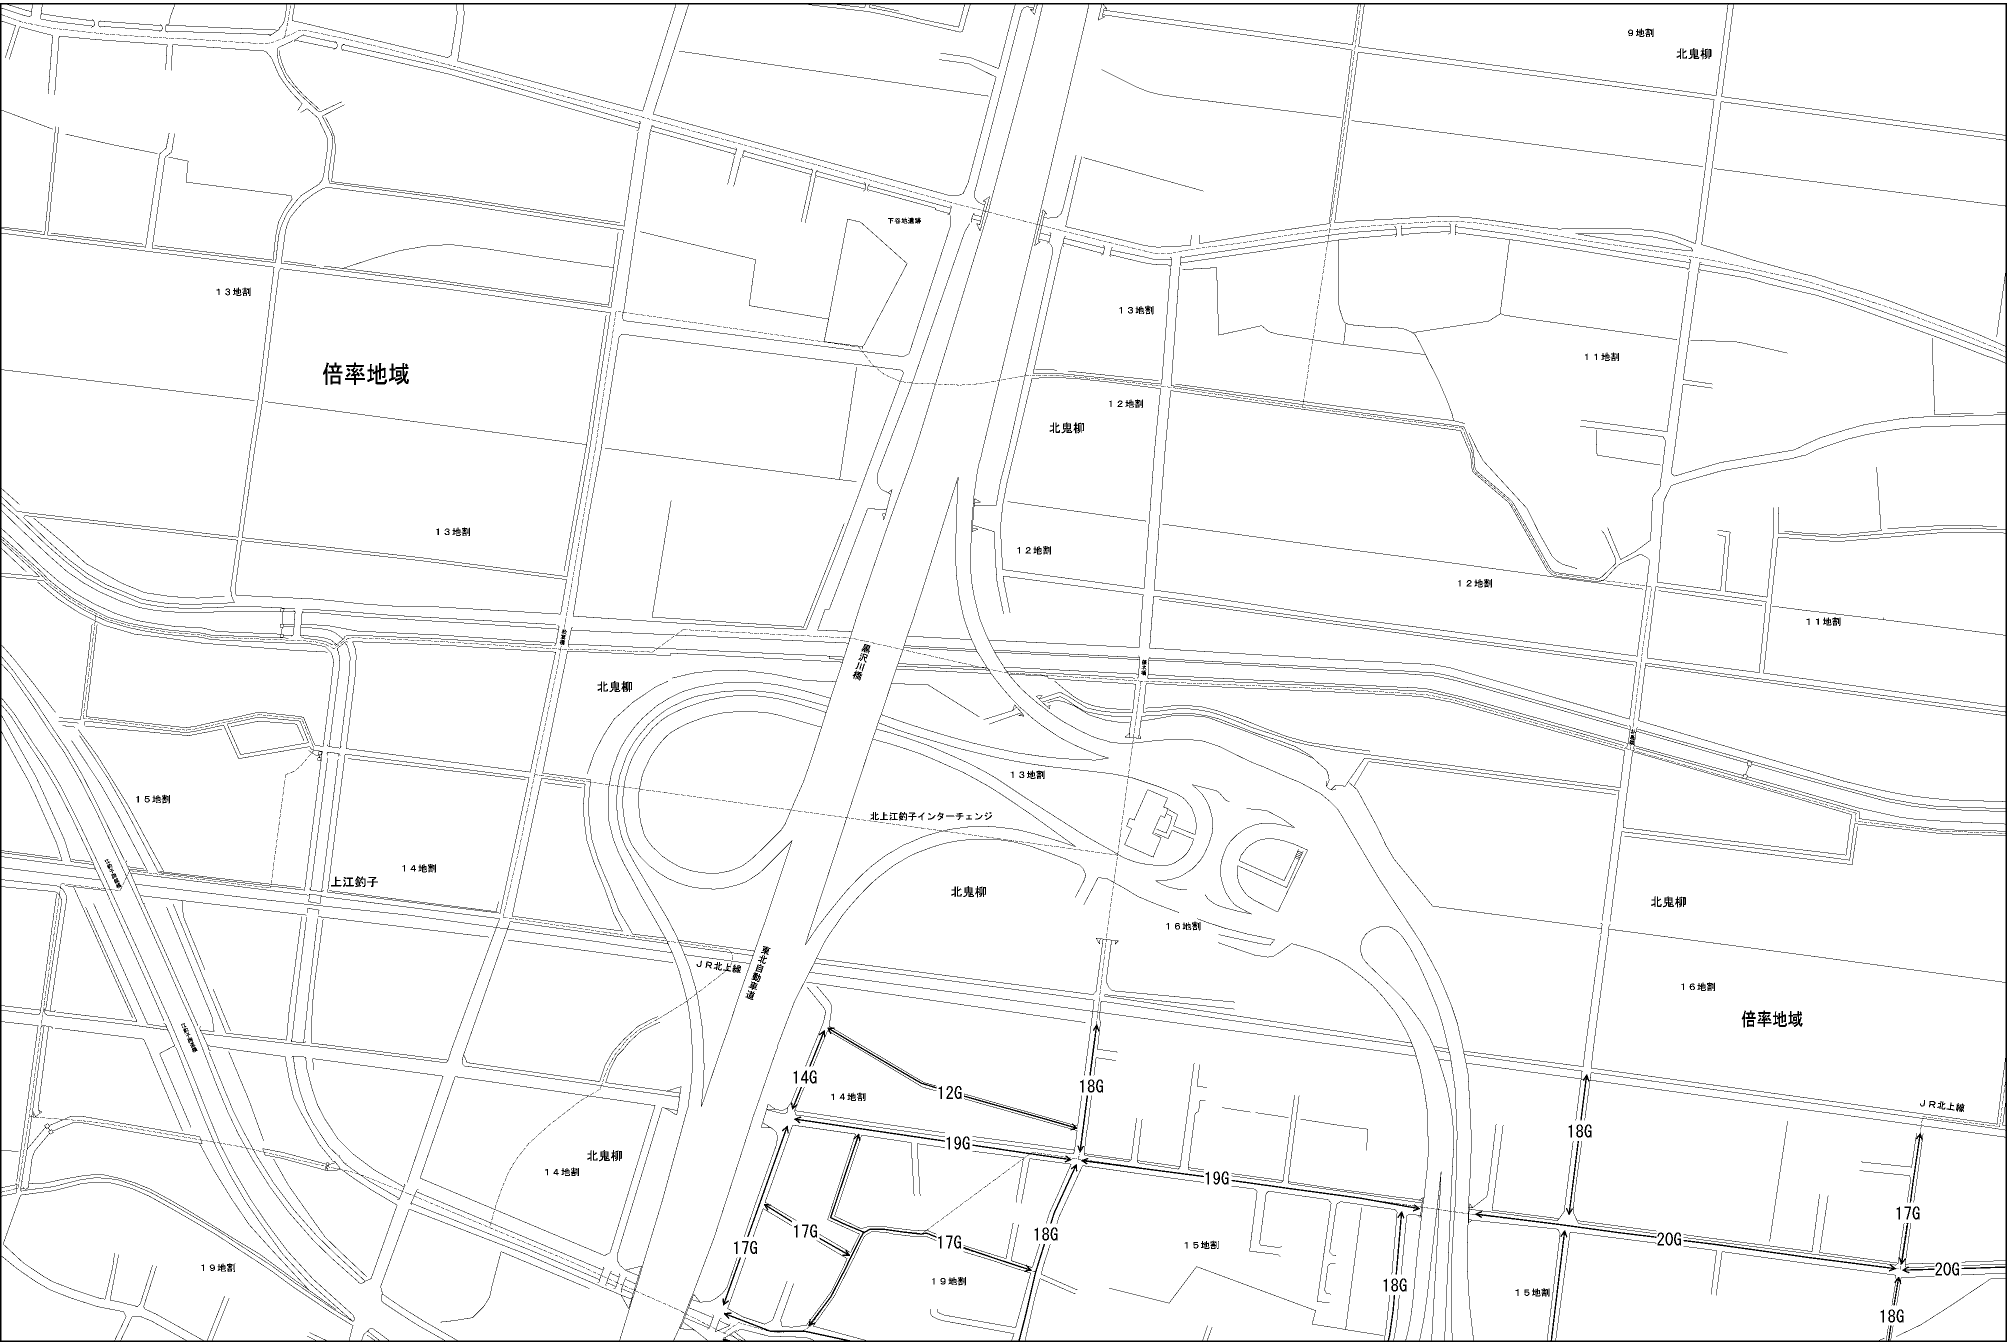 9地割
北鬼柳
下谷地遺跡
13地割
13地割
11地割
倍率地域
12地割
北鬼柳
13地割
12地割
12地割
11地割
黒沢川橋
北鬼柳
13地割
15地割
北上江釣子インターチェンジ
14地割
上江釣子
北鬼柳
北鬼柳
16地割
JR北上線
東北自動車道
16地割
倍率地域
14G
12G
18G
14地割
JR北上線
19G
18G
北鬼柳
14地割
19G
17G
17G
17G
17G
18G
15地割
20G
19地割
19地割
20G
18G
15地割
18G